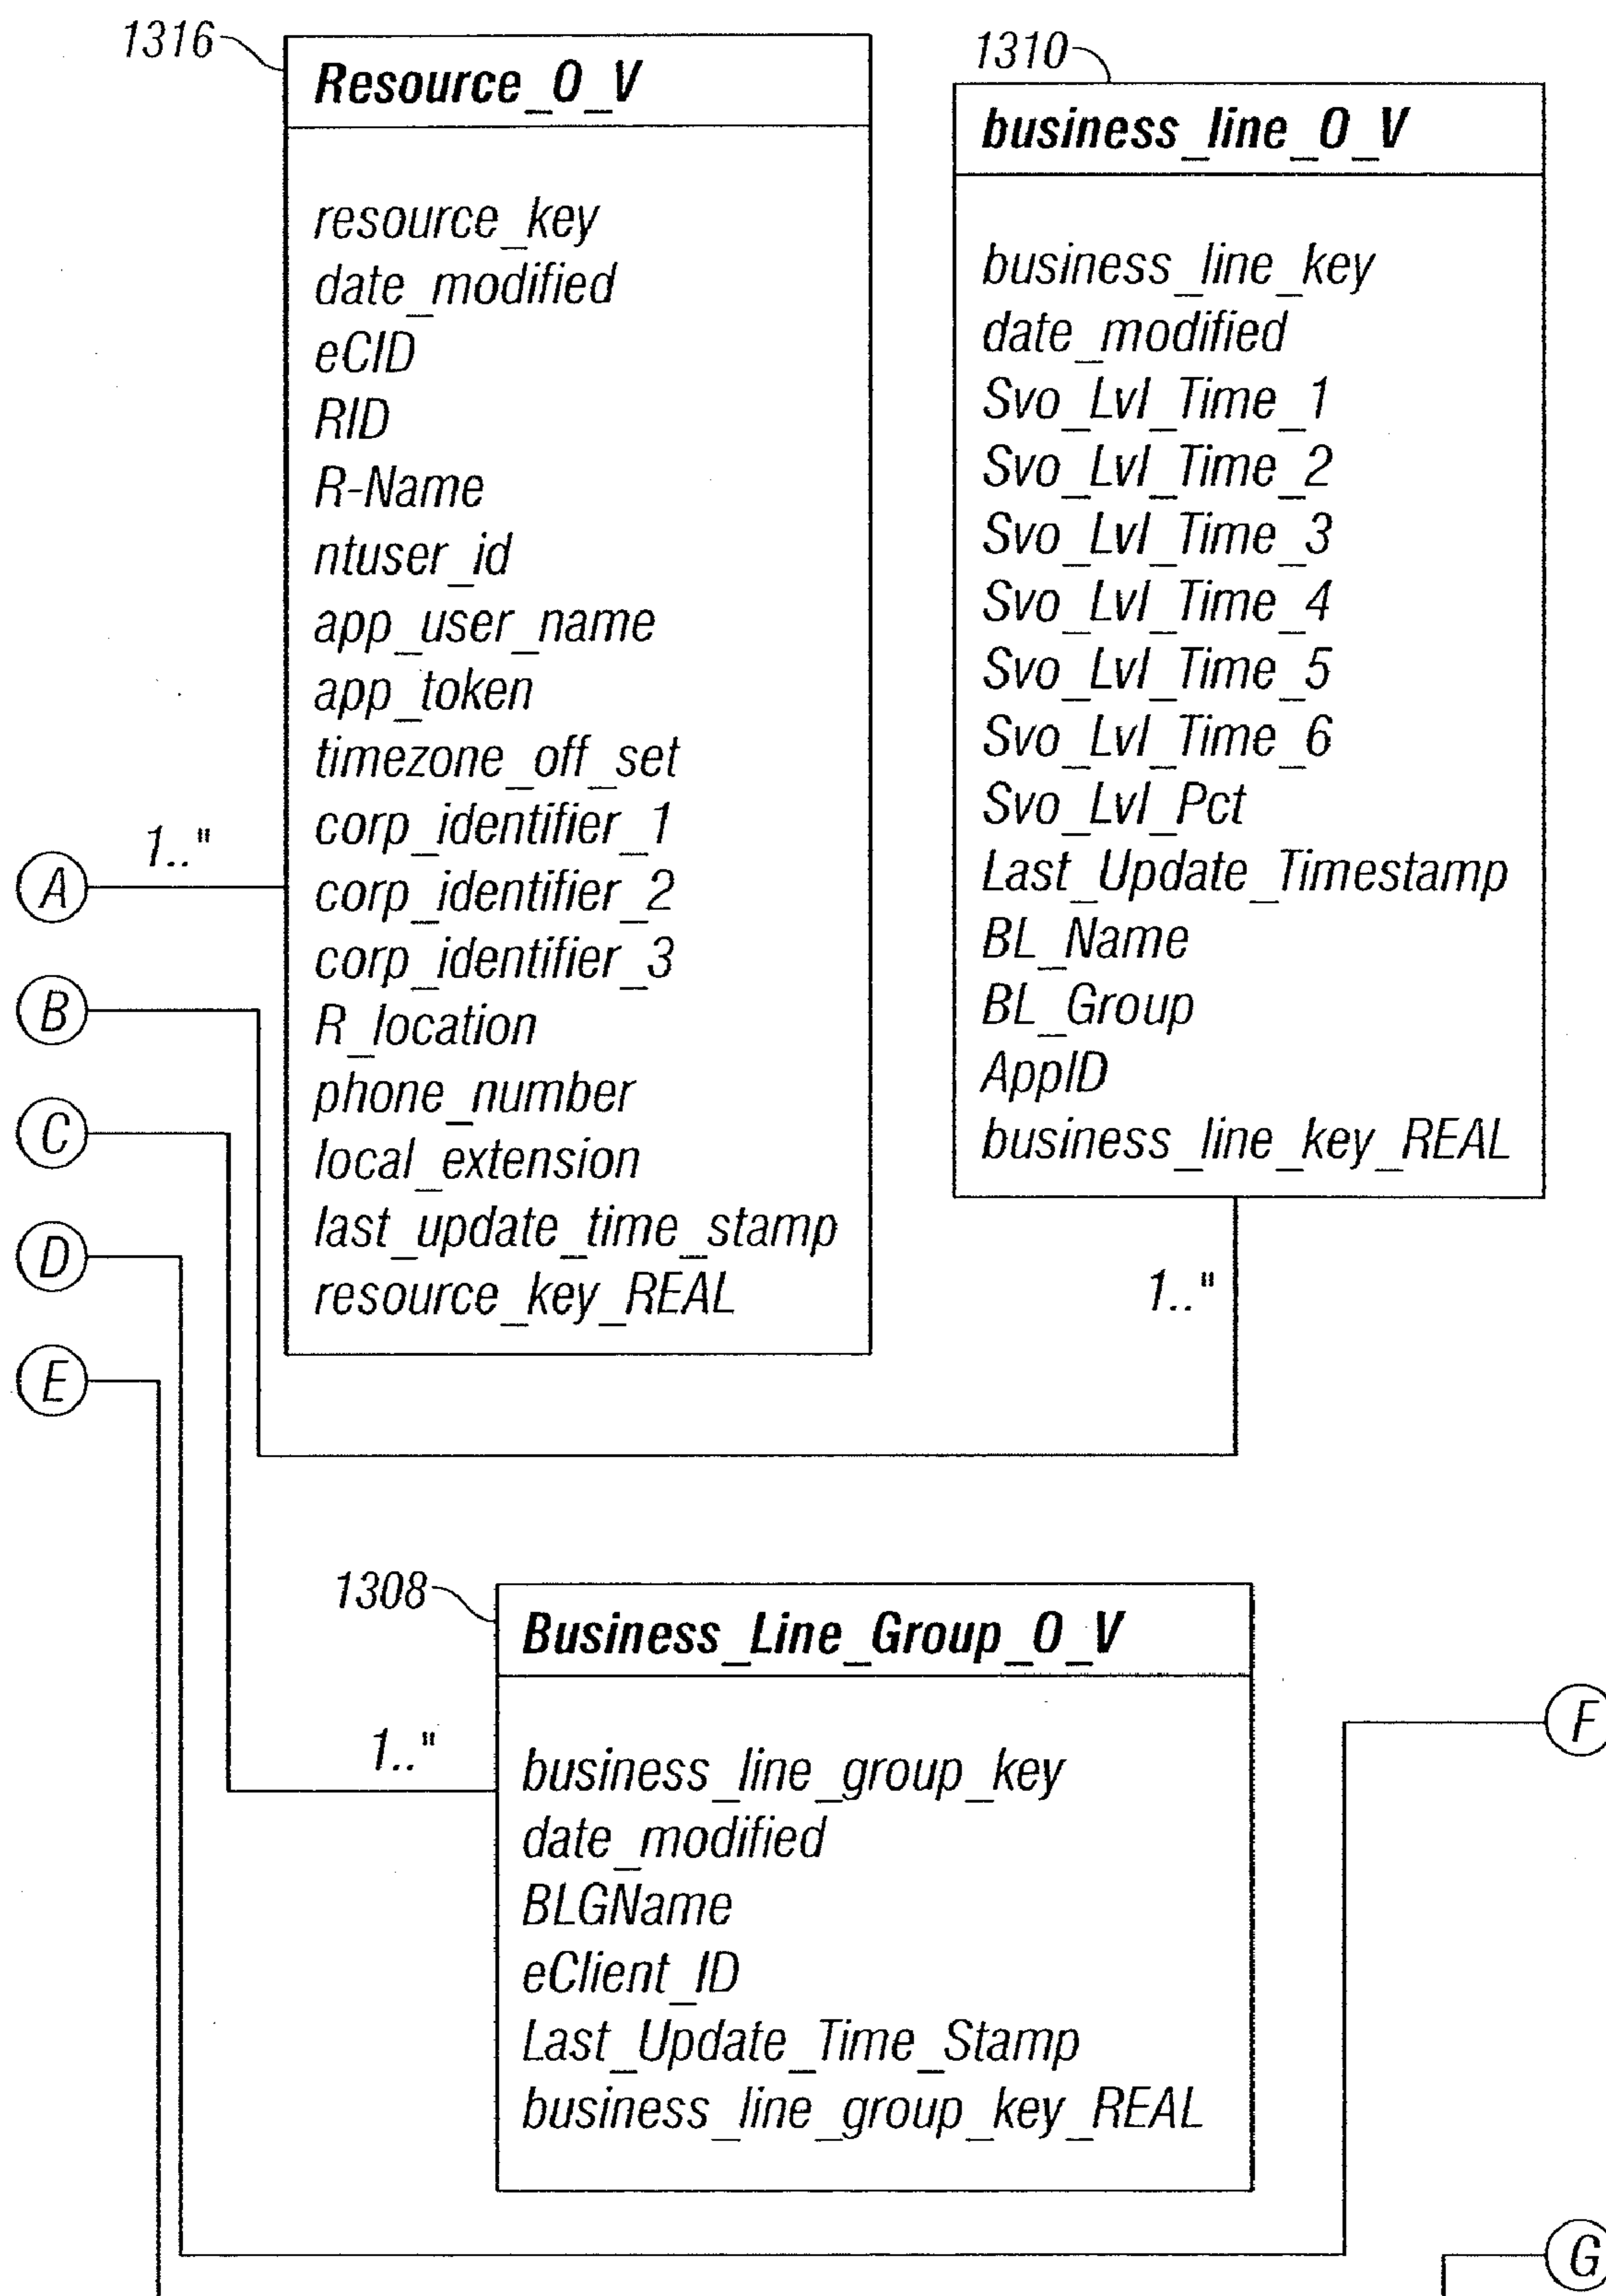 1316
Resource_O_V
resource_key
date_modified
eCID
RID
R-Name
ntuser_id
app_user_name
app_token
timezone_off_set
corp_identifier_1
corp_identifier_2
corp_identifier_3
R_location
phone_number
local_extension
last_update_time_stamp
resource_key_REAL
1310
business_line_O_V
business_line_key
date_modified
Svo_Lvl_Time_1
Svo_Lvl_Time_2
Svo_Lvl_Time_3
Svo_Lvl_Time_4
Svo_Lvl_Time_5
Svo_Lvl_Time_6
Svo_Lvl_Pct
Last_Update_Timestamp
BL_Name
BL_Group
AppID
business_line_key_REAL
1.."
A
1.."
B
C
D
E
1308
Business_Line_Group_O_V
business_line_group_key
date_modified
BLGName
eClient_ID
Last_Update_Time_Stamp
business_line_group_key_REAL
1.."
F
G